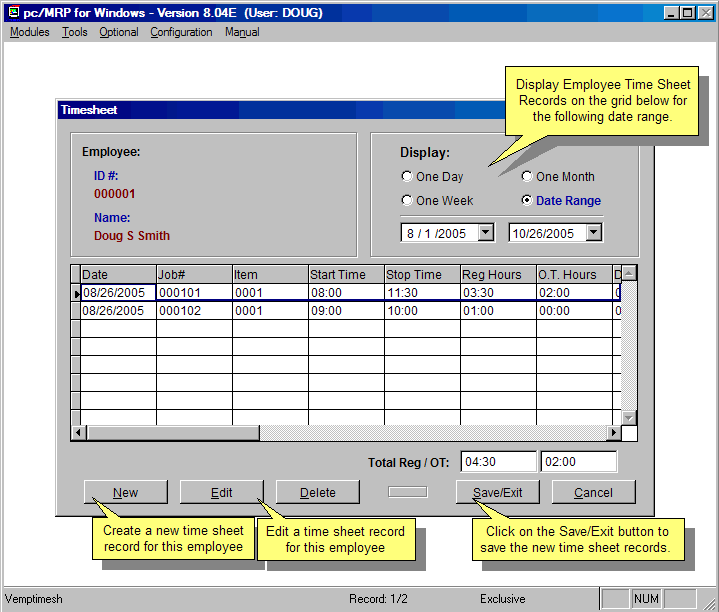 pc/MRP for Windows - Version 8.04E (User: DOUG)
Modules Tools Optional Configuration Manual
Display Employee Time Sheet
Records on the grid below for
the following date range.
Timesheet
Employee:
ID #:
000001
Name:
Doug S Smith
Display:
One Day One Month
One Week Date Range
8 / 1 /2005 10/26/2005
Date Job# Item Start Time Stop Time Reg Hours O.T. Hours D
08/26/2005 000101 0001 08:00 11:30 03:30 02:00 0
08/26/2005 000102 0001 09:00 10:00 01:00 00:00 0
Total Reg / OT: 04:30 02:00
New Edit Delete Save/Exit Cancel
Create a new time sheet
record for this employee
Edit a time sheet record
for this employee
Click on the Save/Exit button to
save the new time sheet records.
Vemptimesh Record: 1/2 Exclusive NUM